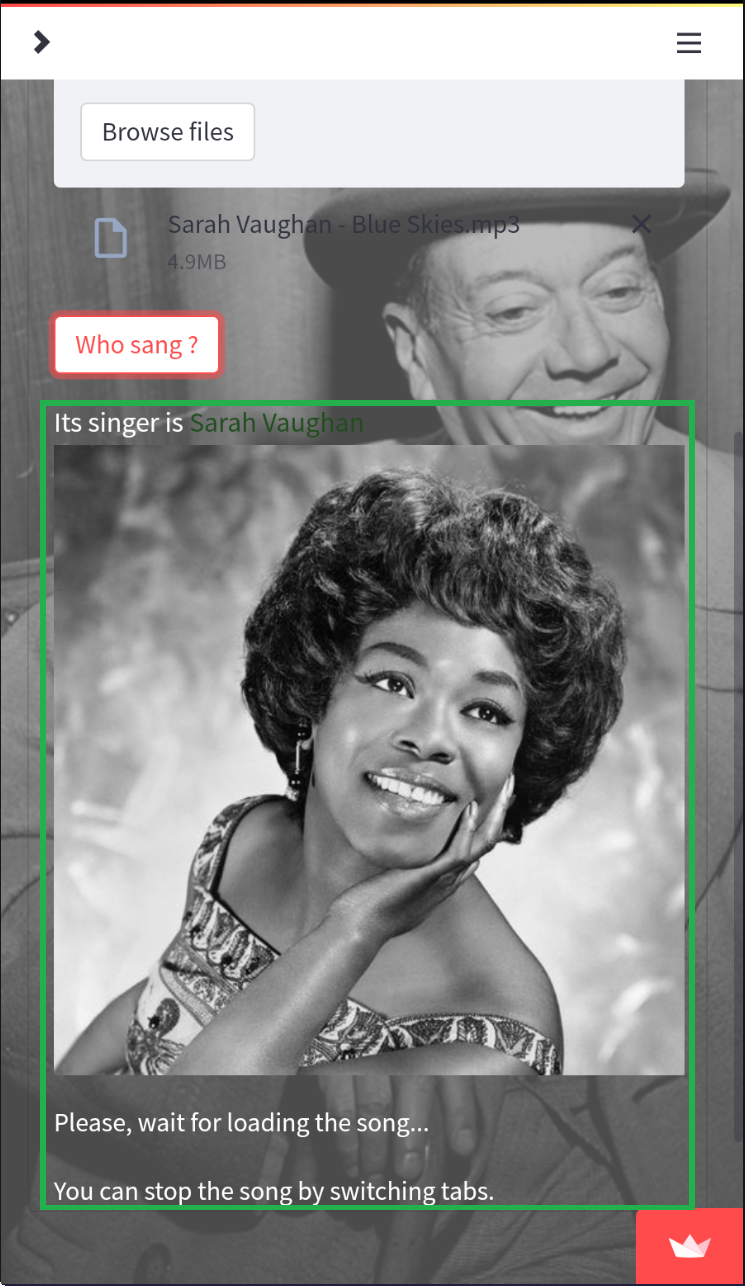 Browse files
Sarah Vaughan - Blue Skies.mp3
4.9MB
Who sang ?
Its singer is Sarah Vaughan
Please, wait for loading the song...
You can stop the song by switching tabs.